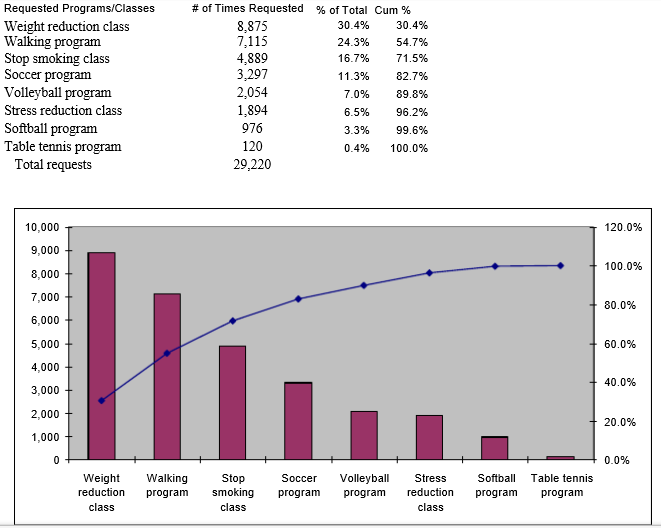 Requested Programs/Classes # of Times Requested % of Total Cum %
Weight reduction class 8,875 30.4% 30.4%
Walking program 7,115 24.3% 54.7%
Stop smoking class 4,889 16.7% 71.5%
Soccer program 3,297 11.3% 82.7%
Volleyball program 2,054 7.0% 89.8%
Stress reduction class 1,894 6.5% 96.2%
Softball program 976 3.3% 99.6%
Table tennis program 120 0.4% 100.0%
Total requests 29,220
10,000 120.0%
9,000
8,000 100.0%
7,000
80.0%
6,000
5,000 60.0%
4,000
40.0%
3,000
2,000 20.0%
1,000
0 0.0%
Weight Walking Stop Soccer Volleyball Stress Softball Table tennis
reduction program smoking program program reduction program program
class class class